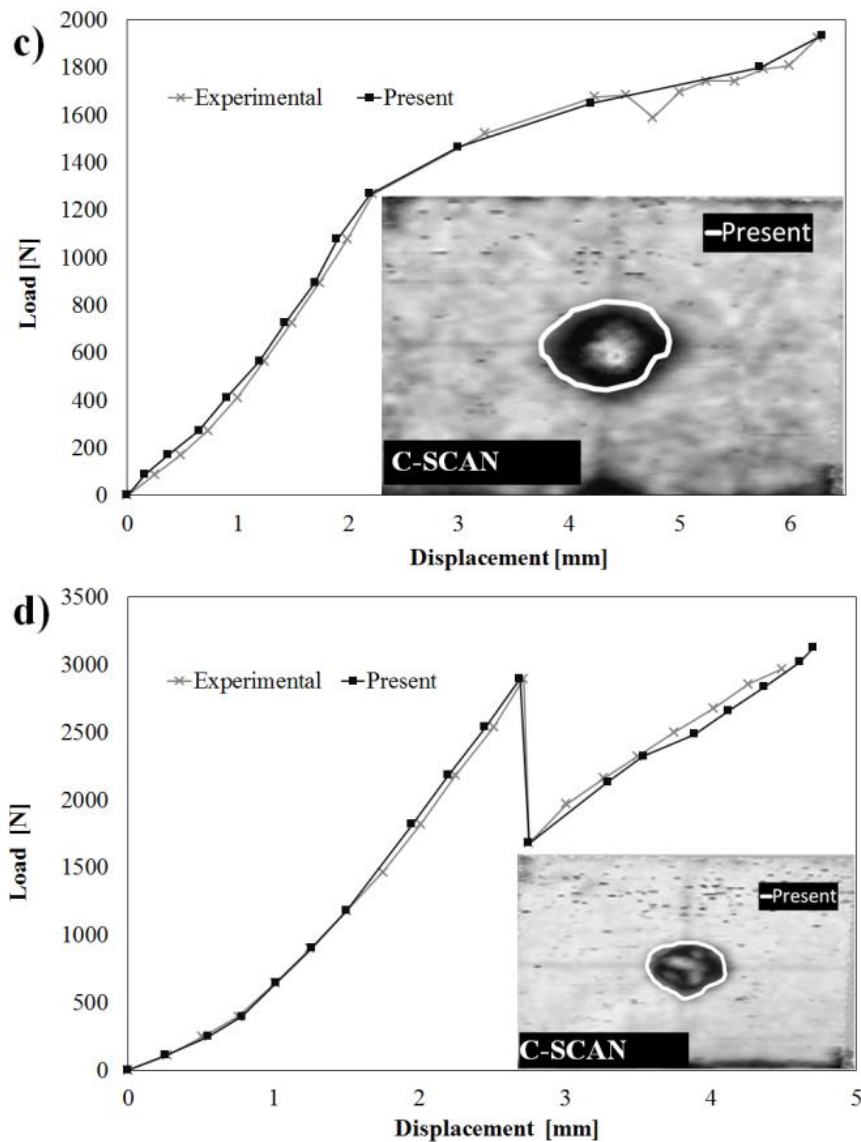 c)
2000
1800
1600
1400
1200
1000
800
600
400
200
0
Load [N]
Experimental Present
Present
C-SCAN
0 1 2 3 4 5 6
Displacement [mm]
d)
3500
3000
2500
2000
1500
1000
500
0
Load [N]
Experimental Present
Present
C-SCAN
0 1 2 3 4 5
Displacement [mm]